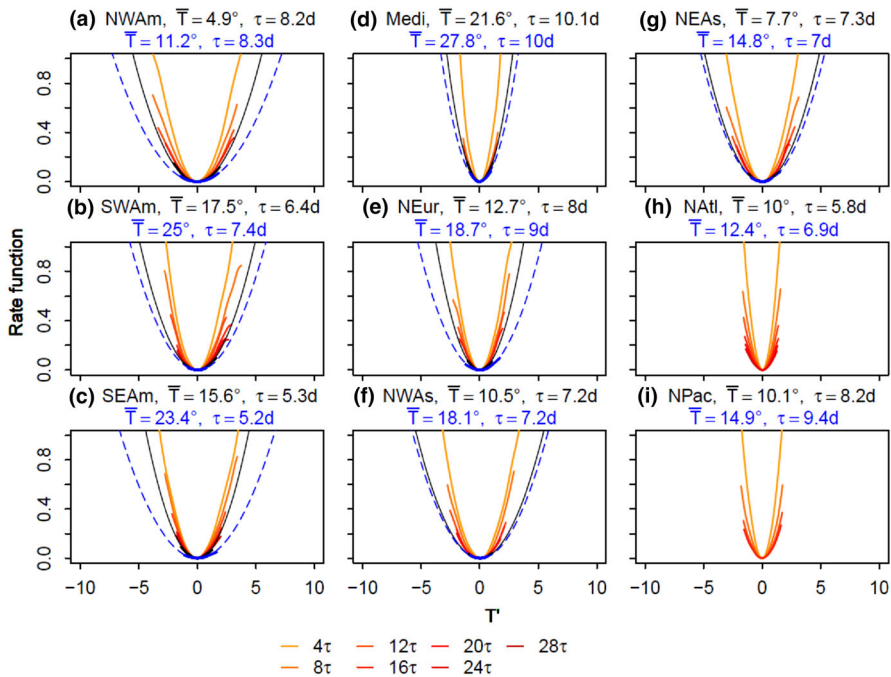 (a) NWAm, T̅ = 4.9°, τ = 8.2d
T̅ = 11.2°, τ = 8.3d
(d) Medi, T̅ = 21.6°, τ = 10.1d
T̅ = 27.8°, τ = 10d
(g) NEAs, T̅ = 7.7°, τ = 7.3d
T̅ = 14.8°, τ = 7d
0.8
0.4
0.0
(b) SWAm, T̅ = 17.5°, τ = 6.4d
T̅ = 25°, τ = 7.4d
(e) NEur, T̅ = 12.7°, τ = 8d
T̅ = 18.7°, τ = 9d
(h) NAtl, T̅ = 10°, τ = 5.8d
T̅ = 12.4°, τ = 6.9d
Rate function
0.8
0.4
0.0
(c) SEAm, T̅ = 15.6°, τ = 5.3d
T̅ = 23.4°, τ = 5.2d
(f) NWAs, T̅ = 10.5°, τ = 7.2d
T̅ = 18.1°, τ = 7.2d
(i) NPac, T̅ = 10.1°, τ = 8.2d
T̅ = 14.9°, τ = 9.4d
0.8
0.4
0.0
−10 −5 0 5 10
−10 −5 0 5 10
−10 −5 0 5 10
T'
4τ 12τ 20τ 28τ
8τ 16τ 24τ